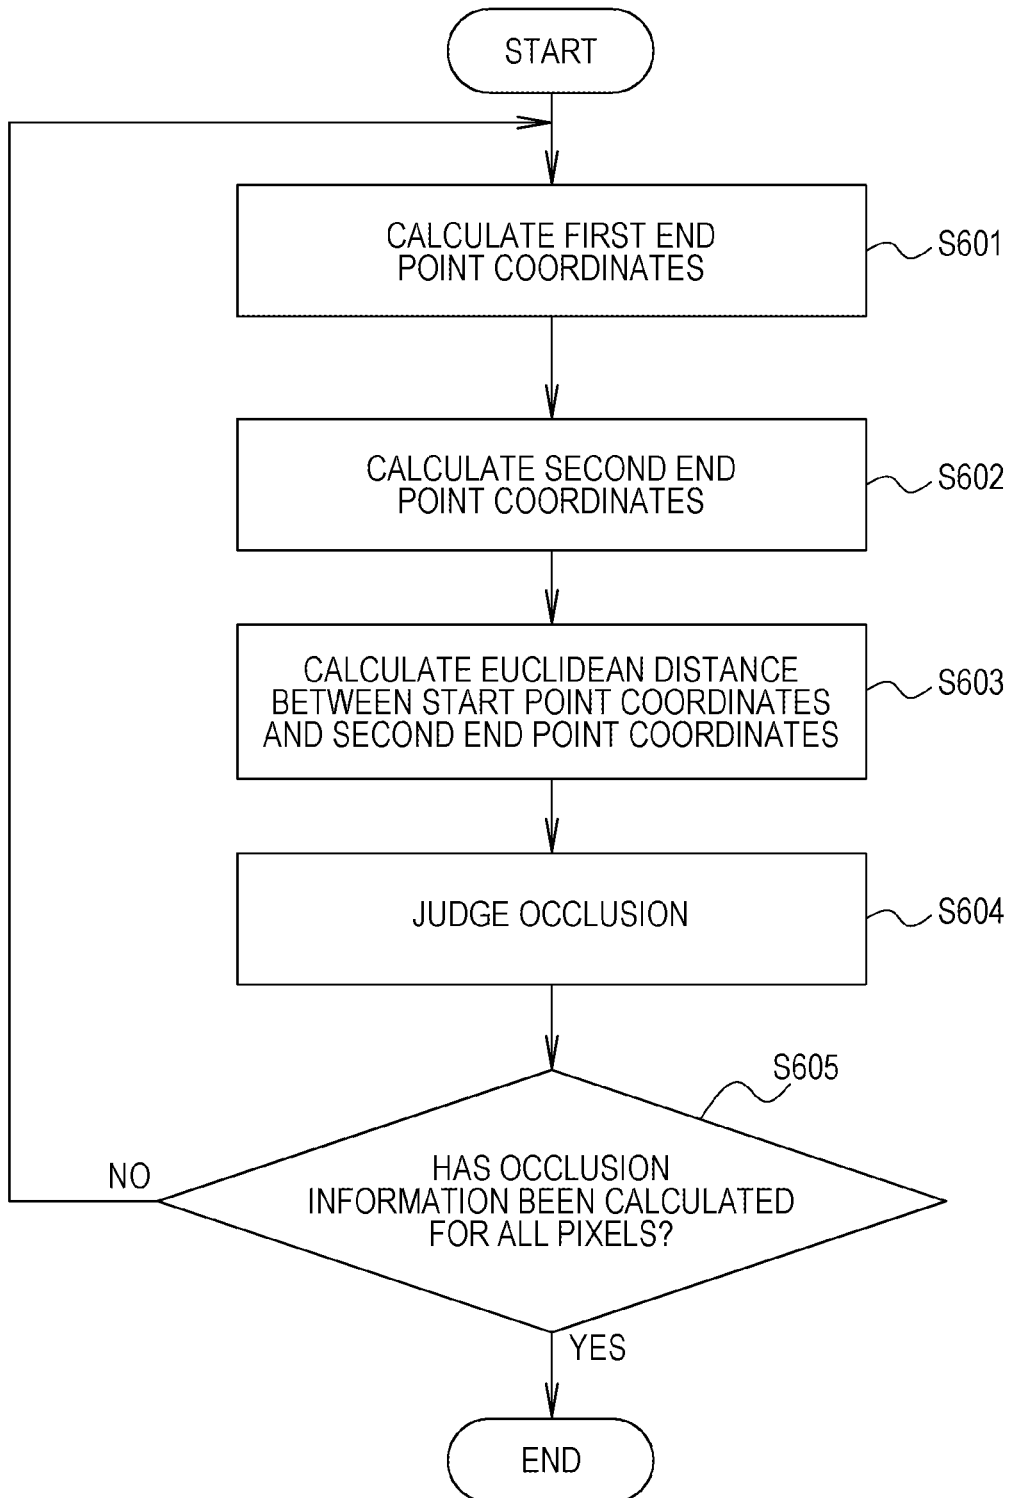 START
CALCULATE FIRST END
POINT COORDINATES
S601
CALCULATE SECOND END
POINT COORDINATES
S602
CALCULATE EUCLIDEAN DISTANCE
BETWEEN START POINT COORDINATES
AND SECOND END POINT COORDINATES
S603
JUDGE OCCLUSION
S604
S605
HAS OCCLUSION
INFORMATION BEEN CALCULATED
FOR ALL PIXELS?
NO
YES
END